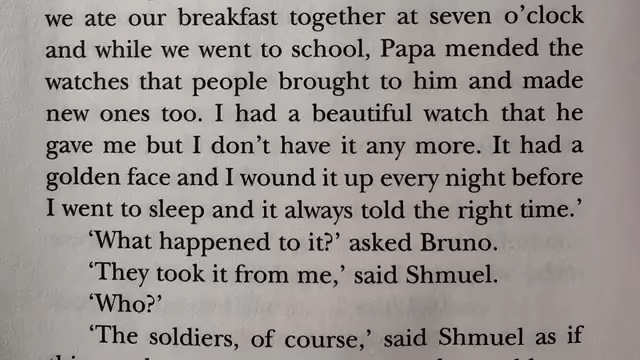 we ate our breakfast together at seven o’clock
and while we went to school, Papa mended the
watches that people brought to him and made
new ones too. I had a beautiful watch that he
gave me but I don’t have it any more. It had a
golden face and I wound it up every night before
I went to sleep and it always told the right time.’
‘What happened to it?’ asked Bruno.
‘They took it from me,’ said Shmuel.
‘Who?’
‘The soldiers, of course,’ said Shmuel as if